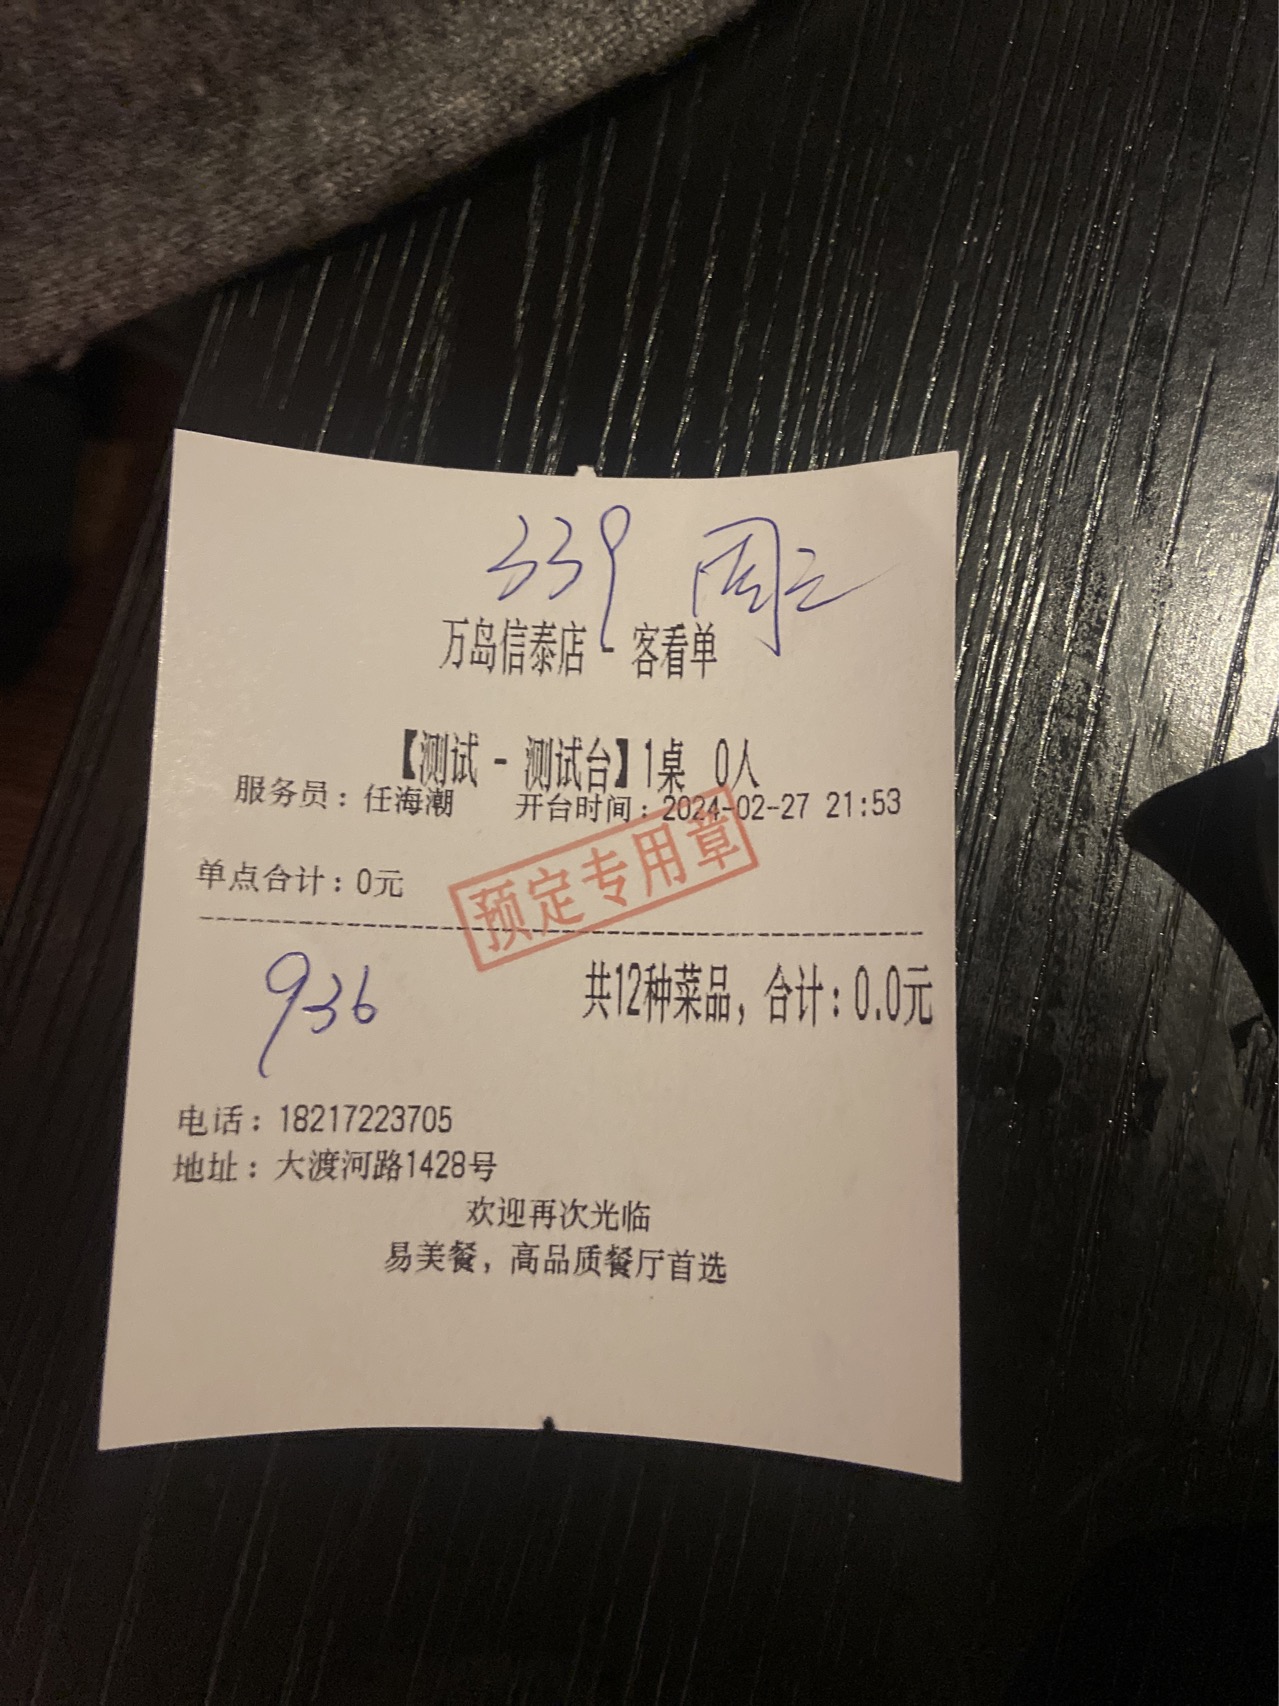 339 周三
万岛信泰店 - 客看单
【测试 - 测试台】1桌 0人
服务员：任海潮 开台时间：2024-02-27 21:53
预定专用章
单点合计：0元
共12种菜品，合计：0.0元
936
电话：18217223705
地址：大渡河路1428号
欢迎再次光临
易美餐，高品质餐厅首选